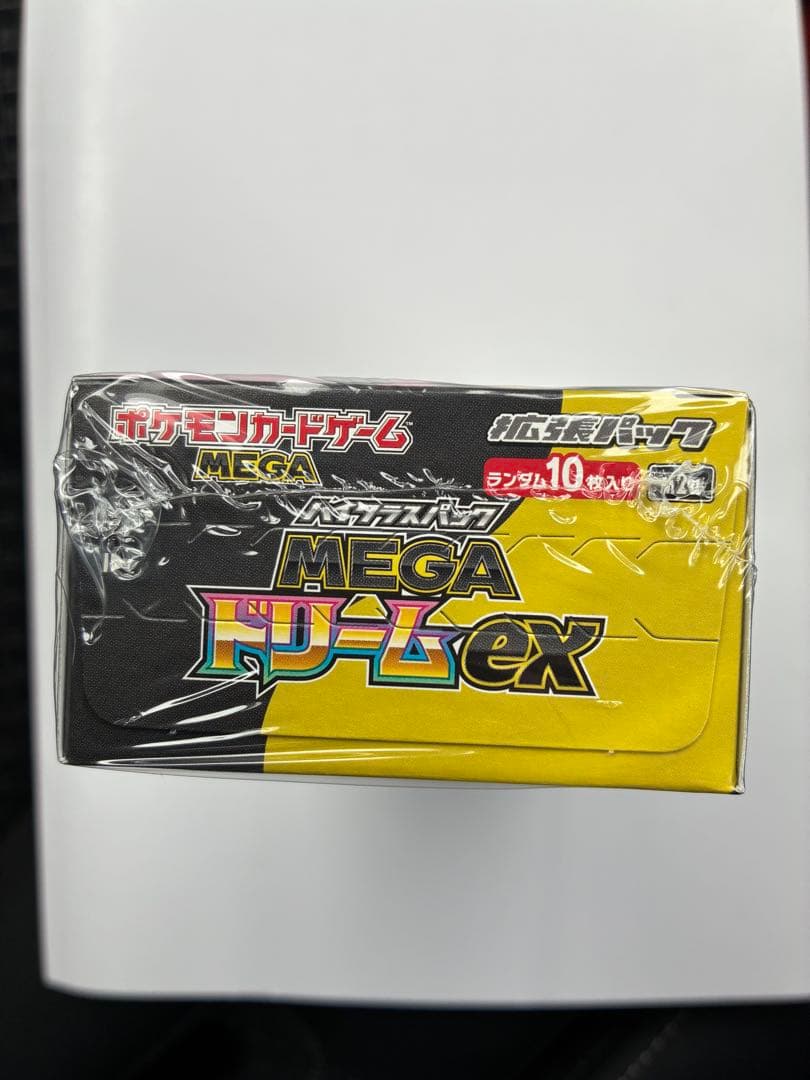 ポケモンカードゲーム™
MEGA
拡張パック
ランダム10枚入り
ハイクラスパック
MEGA
ドリームex